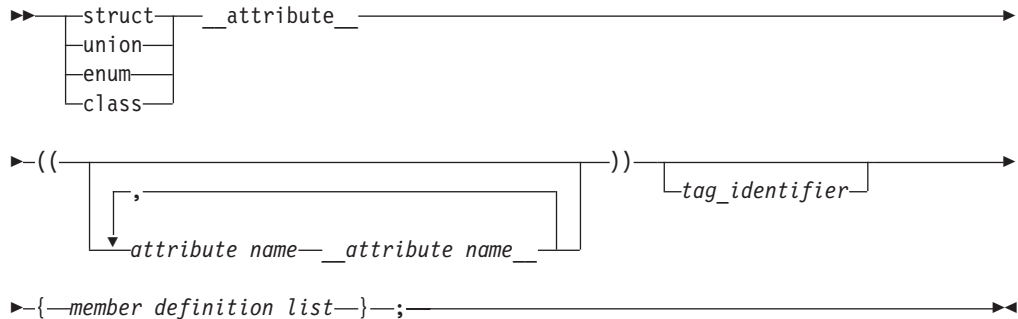 struct __attribute__
union
enum
class
(( ))
tag_identifier
,
attribute name __attribute name__
{ member definition list } ;